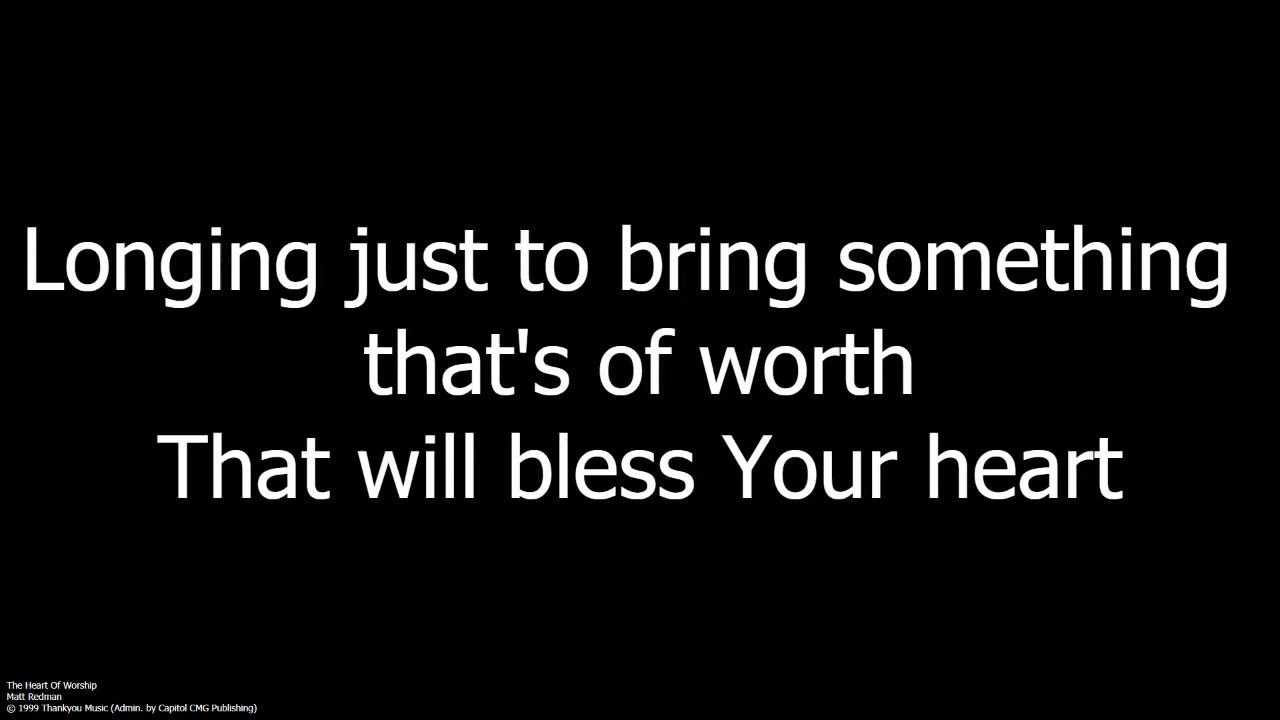 Longing just to bring something
that's of worth
That will bless Your heart
The Heart Of Worship
Matt Redman
© 1999 Thankyou Music (Admin. by Capitol CMG Publishing)